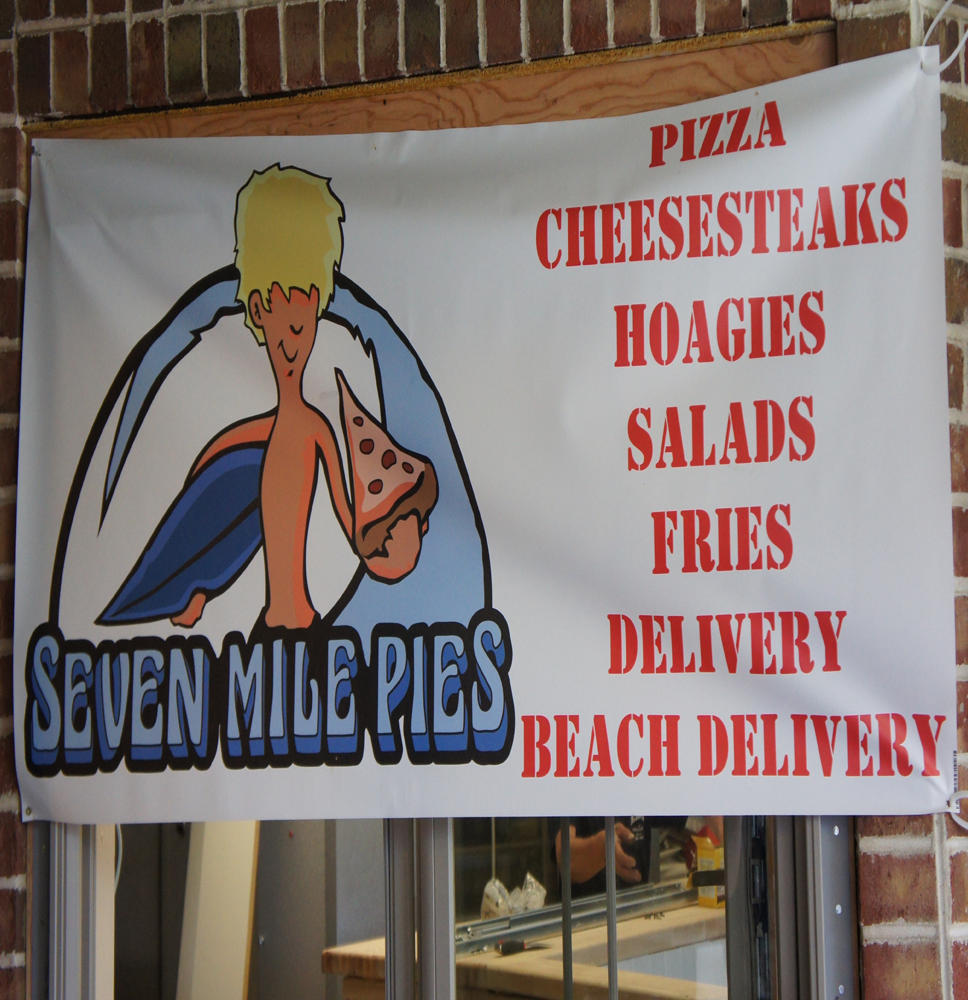 SEVEN MILE PIES
PIZZA
CHEESESTEAKS
HOAGIES
SALADS
FRIES
DELIVERY
BEACH DELIVERY